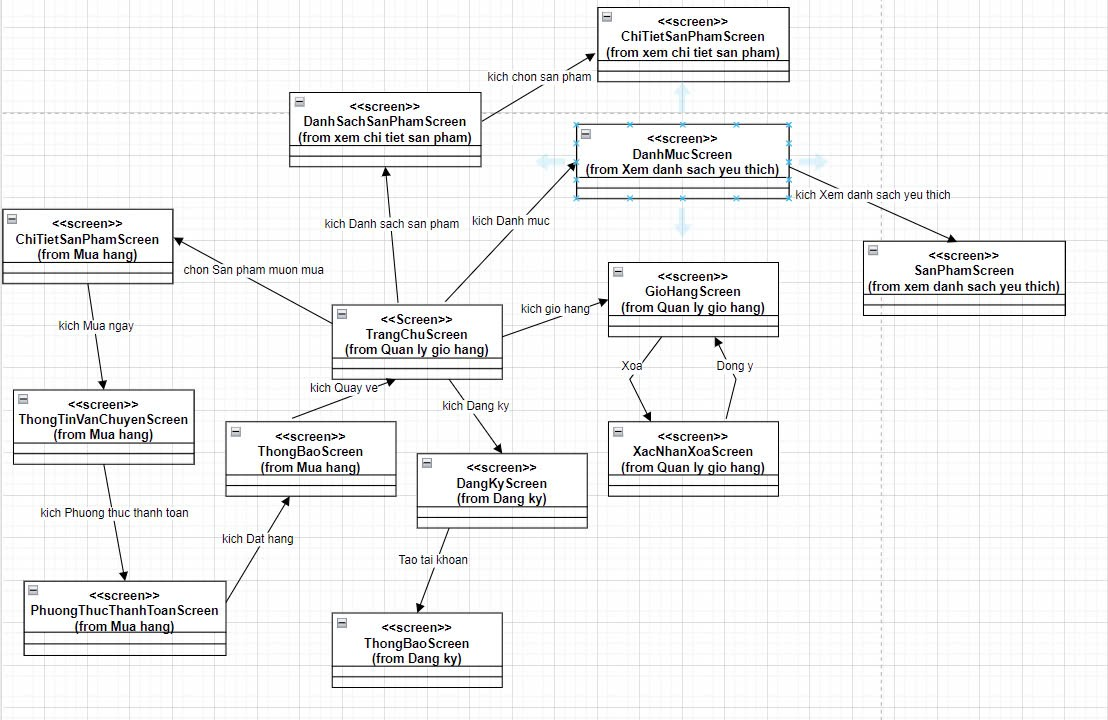 <<screen>>
ChiTietSanPhamScreen
(from xem chi tiet san pham)
kich chon san pham
<<screen>>
DanhSachSanPhamScreen
(from xem chi tiet san pham)
<<screen>>
DanhMucScreen
(from Xem danh sach yeu thich)
kich Xem danh sach yeu thich
kich Danh sach san pham
kich Danh muc
<<screen>>
ChiTietSanPhamScreen
(from Mua hang)
chon San pham muon mua
<<screen>>
SanPhamScreen
(from xem danh sach yeu thich)
<<screen>>
GioHangScreen
(from Quan ly gio hang)
kich gio hang
<<Screen>>
TrangChuScreen
(from Quan ly gio hang)
kich Mua ngay
Xoa
Dong y
kich Quay ve
kich Dang ky
<<screen>>
ThongTinVanChuyenScreen
(from Mua hang)
<<screen>>
ThongBaoScreen
(from Mua hang)
<<screen>>
XacNhanXoaScreen
(from Quan ly gio hang)
<<screen>>
DangKyScreen
(from Dang ky)
kich Phuong thuc thanh toan
kich Dat hang
Tao tai khoan
<<screen>>
PhuongThucThanhToanScreen
(from Mua hang)
<<screen>>
ThongBaoScreen
(from Dang ky)